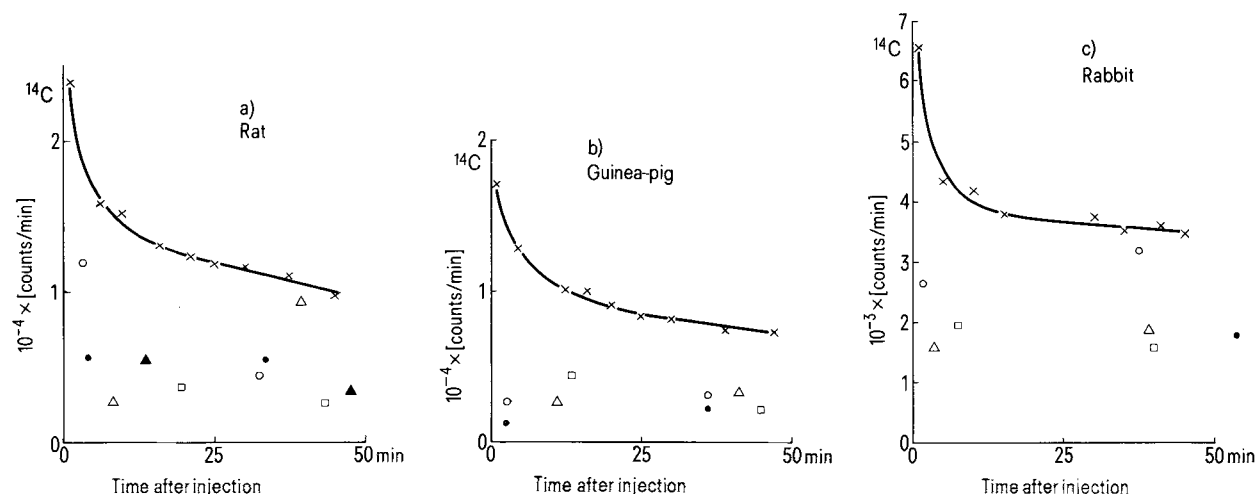 a)
Rat
¹⁴C
2
1
0
10⁻⁴ × [counts/min]
0
25
50 min
Time after injection
b)
Guinea-pig
¹⁴C
2
1
1
10⁻⁴ × [counts/min]
0
25
50 min
Time after injection
c)
Rabbit
¹⁴C
7
6
5
4
3
2
1
0
10⁻³ × [counts/min]
0
25
50 min
Time after injection